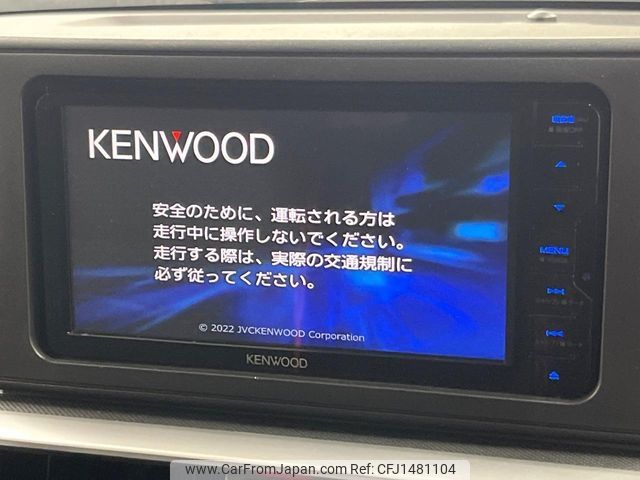 KENWOOD
安全のために、運転される方は
走行中に操作しないでください。
走行する際は、実際の交通規制に
必ず従ってください。
© 2022 JVCKENWOOD Corporation
KENWOOD
MENU
www.CarFromJapan.com - CFJ1481104